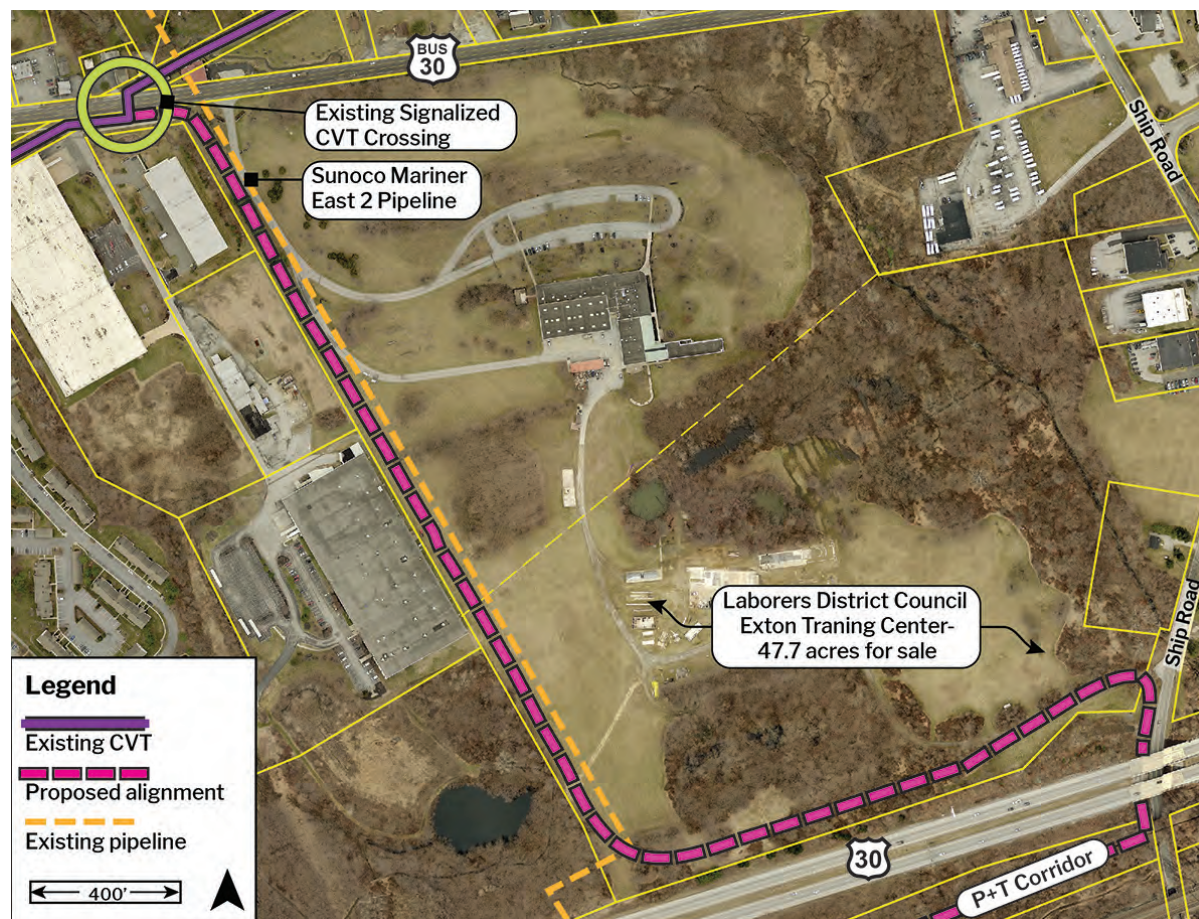 BUS
30
Existing Signalized
CVT Crossing
Sunoco Mariner
East 2 Pipeline
Ship Road
Laborers District Council
Exton Traning Center-
47.7 acres for sale
Ship Road
Legend
Existing CVT
Proposed alignment
Existing pipeline
400'
30
P+T Corridor